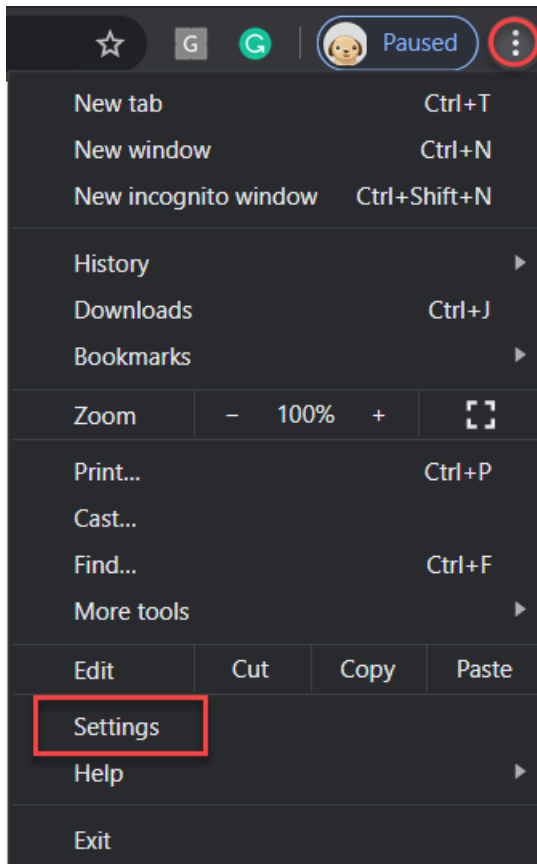 G G Paused
New tab Ctrl+T
New window Ctrl+N
New incognito window Ctrl+Shift+N
History
Downloads Ctrl+J
Bookmarks
Zoom - 100% +
Print... Ctrl+P
Cast...
Find... Ctrl+F
More tools
Edit Cut Copy Paste
Settings
Help
Exit